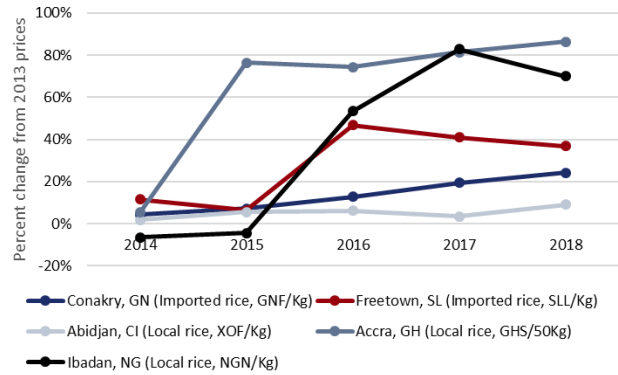 Percent change from 2013 prices
100%
80%
60%
40%
20%
0%
-20%
2014 2015 2016 2017 2018
Conakry, GN (Imported rice, GNF/Kg) Freetown, SL (Imported rice, SLL/Kg)
Abidjan, CI (Local rice, XOF/Kg) Accra, GH (Local rice, GHS/50Kg)
Ibadan, NG (Local rice, NGN/Kg)